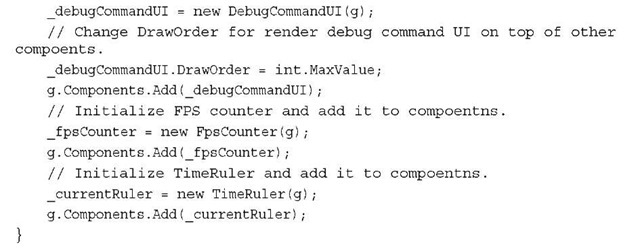 _debugCommandUI = new DebugCommandUI(g);
// Change DrawOrder for render debug command UI on top of other
compoents.
_debugCommandUI.DrawOrder = int.MaxValue;
g.Components.Add(_debugCommandUI);
// Initialize FPS counter and add it to compoentns.
_fpsCounter = new FpsCounter(g);
g.Components.Add(_fpsCounter);
// Initialize TimeRuler and add it to compoentns.
_currentRuler = new TimeRuler(g);
g.Components.Add(_currentRuler);
}